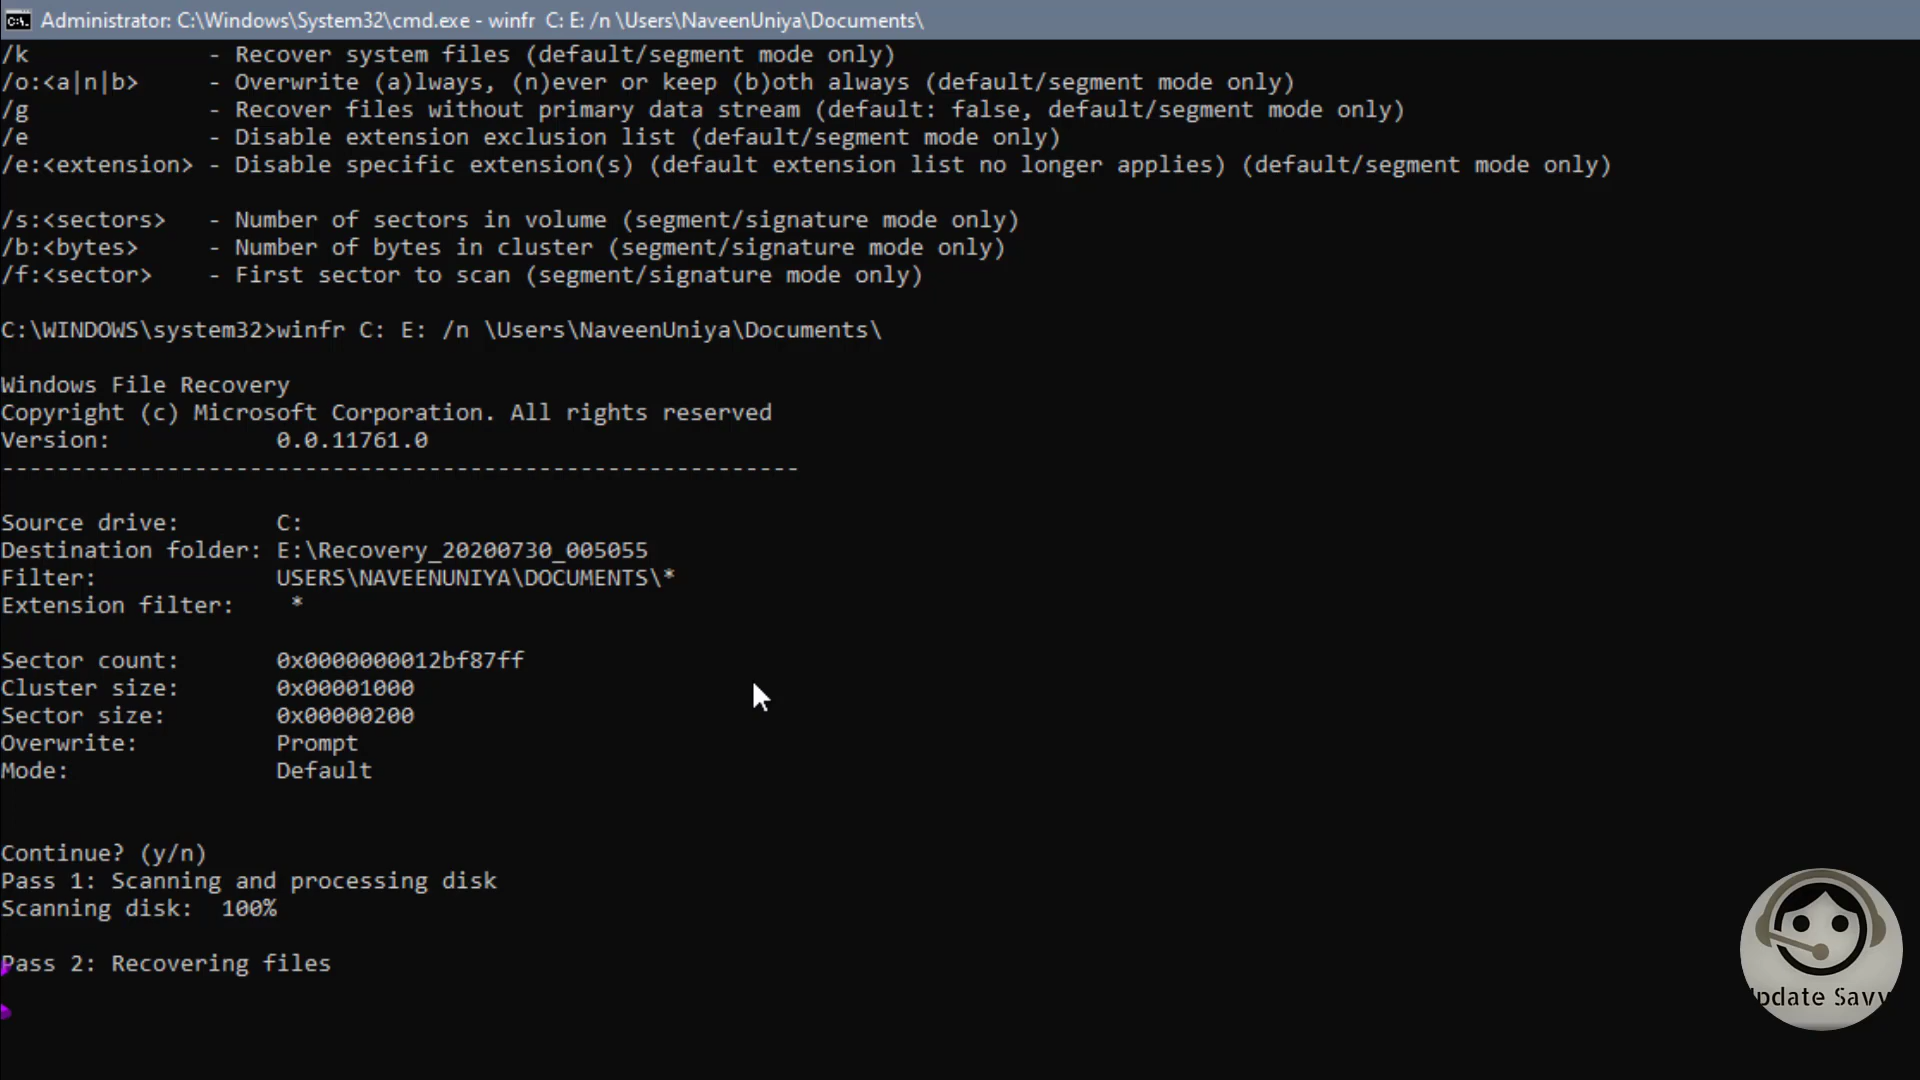 Administrator: C:\Windows\System32\cmd.exe - winfr  C: E: /n \Users\NaveenUniya\Documents\
/k             - Recover system files (default/segment mode only)
/o:<a|n|b>     - Overwrite (a)lways, (n)ever or keep (b)oth always (default/segment mode only)
/g             - Recover files without primary data stream (default: false, default/segment mode only)
/e             - Disable extension exclusion list (default/segment mode only)
/e:<extension> - Disable specific extension(s) (default extension list no longer applies) (default/segment mode only)
/s:<sectors>   - Number of sectors in volume (segment/signature mode only)
/b:<bytes>     - Number of bytes in cluster (segment/signature mode only)
/f:<sector>    - First sector to scan (segment/signature mode only)
C:\WINDOWS\system32>winfr C: E: /n \Users\NaveenUniya\Documents\
Windows File Recovery
Copyright (c) Microsoft Corporation. All rights reserved
Version:            0.0.11761.0
----------------------------------------------------------
Source drive:       C:
Destination folder: E:\Recovery_20200730_005055
Filter:             USERS\NAVEENUNIYA\DOCUMENTS\*
Extension filter:    *
Sector count:       0x0000000012bf87ff
Cluster size:       0x00001000
Sector size:        0x00000200
Overwrite:          Prompt
Mode:               Default
Continue? (y/n)
Pass 1: Scanning and processing disk
Scanning disk:  100%
Pass 2: Recovering files
Update Savvy